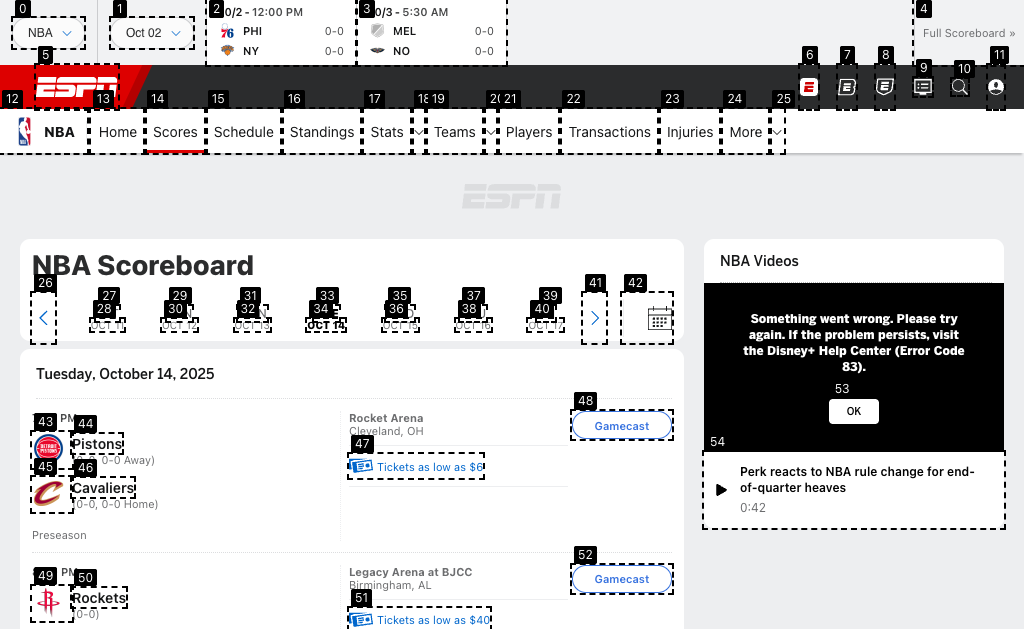 NBA
Oct 02
0/2 - 12:00 PM
PHI 0-0
NY 0-0
0/3 - 5:30 AM
MEL 0-0
NO 0-0
Full Scoreboard »
0 1 2 3 4 5 6 7 8 9 10 11
ESPN
12 13 14 15 16 17 18 19 20 21 22 23 24 25
NBA Home Scores Schedule Standings Stats Teams Players Transactions Injuries More
ESPN
NBA Scoreboard
26 27 29 31 33 35 37 39 41 42
28 30 32 34 36 38 40
OCT 11 OCT 12 OCT 13 OCT 14 OCT 15 OCT 16 OCT 17
Tuesday, October 14, 2025
PM
43 44
Pistons
(0-0, 0-0 Away)
45 46
Cavaliers
(0-0, 0-0 Home)
Preseason
Rocket Arena
Cleveland, OH
47
Tickets as low as $6
48
Gamecast
PM
49 50
Rockets
(0-0)
Legacy Arena at BJCC
Birmingham, AL
51
Tickets as low as $40
52
Gamecast
NBA Videos
Something went wrong. Please try
again. If the problem persists, visit
the Disney+ Help Center (Error Code
83).
53
OK
54
Perk reacts to NBA rule change for end-
of-quarter heaves
0:42